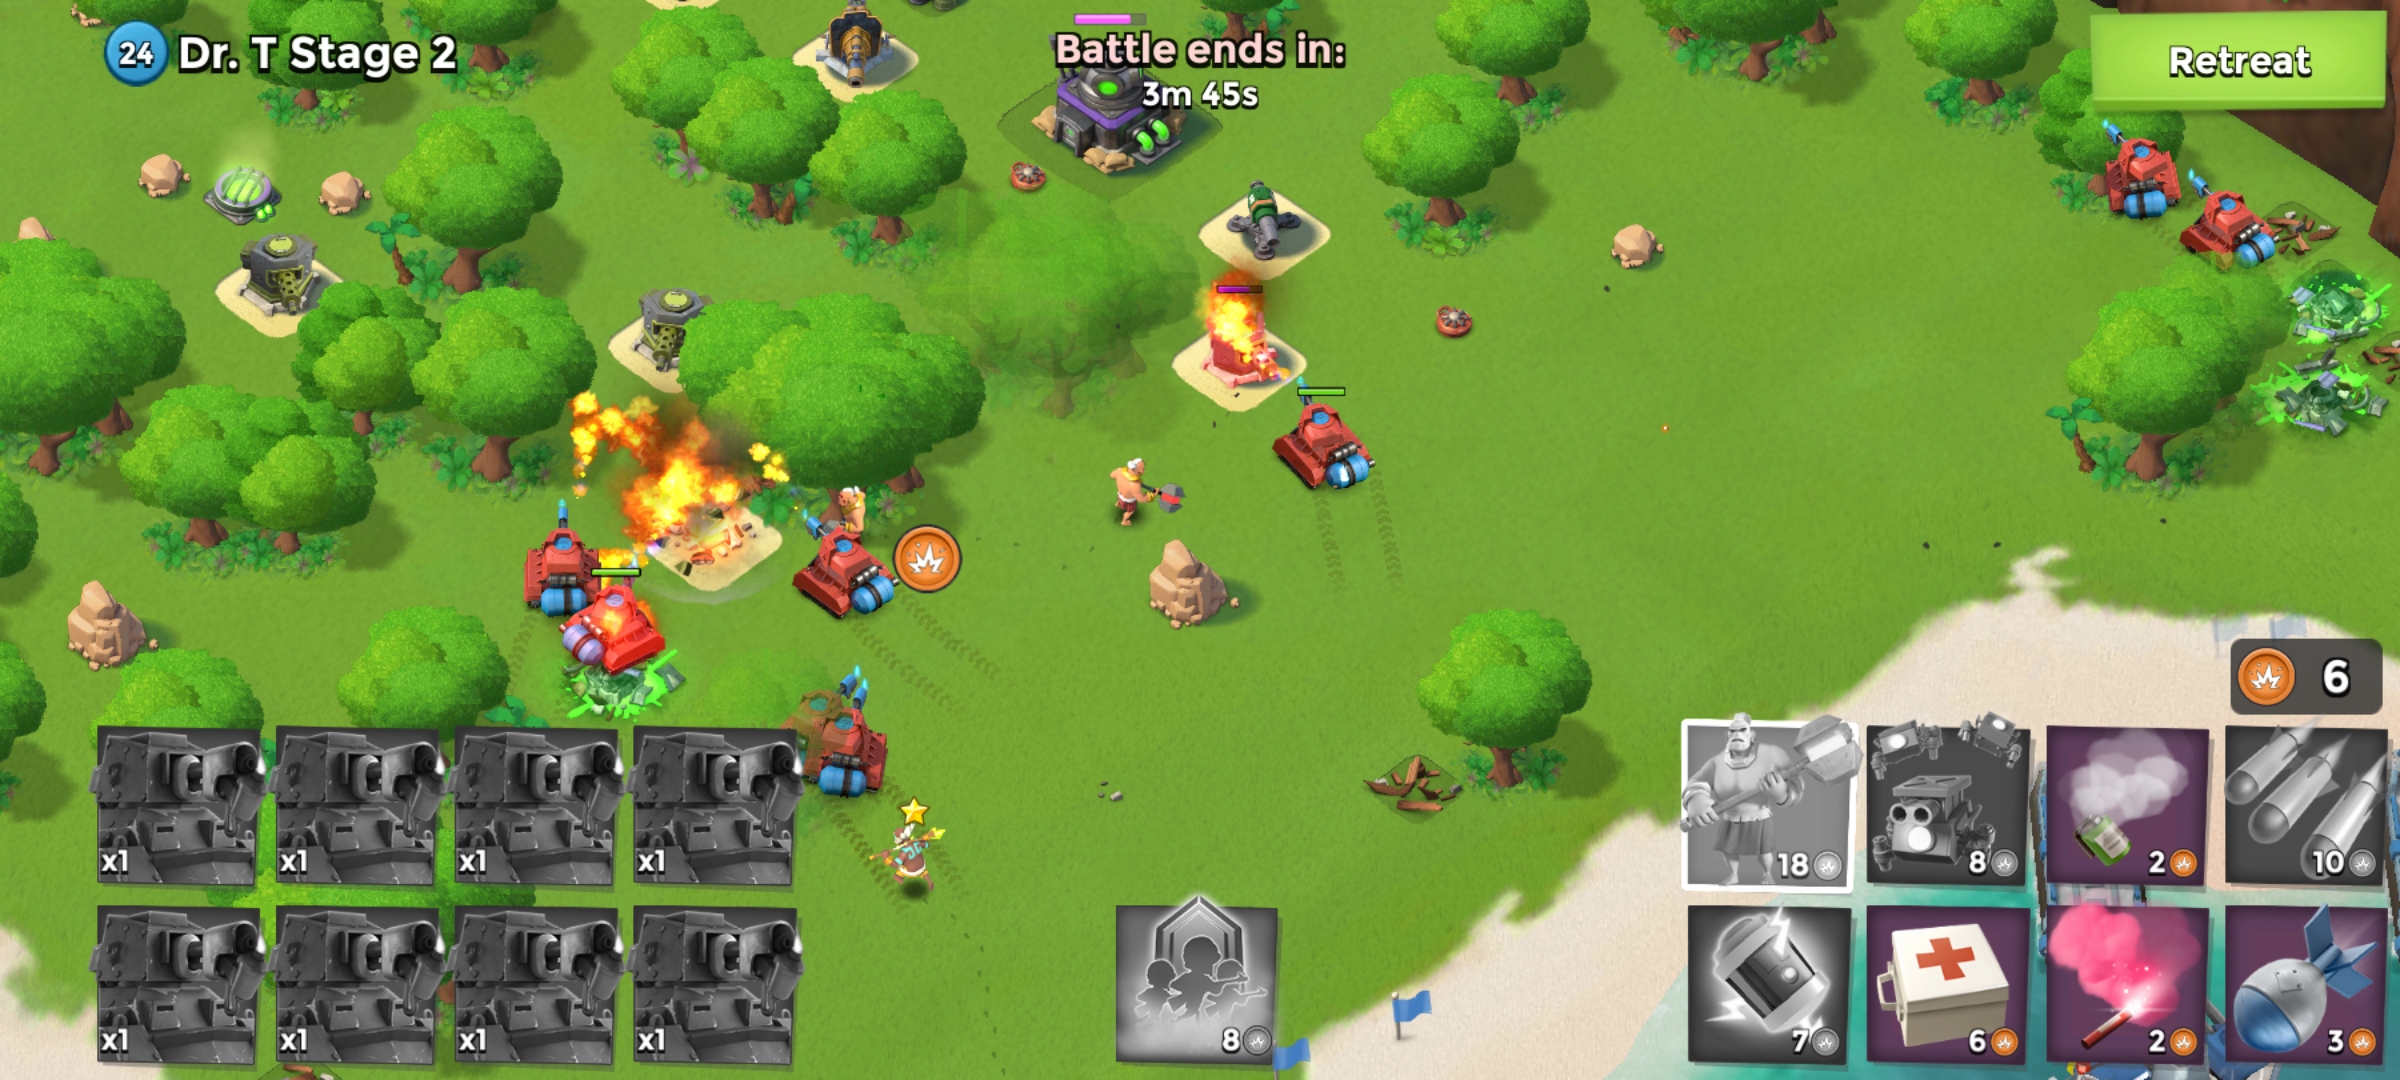 24 Dr. T Stage 2
Battle ends in:
3m 45s
Retreat
6
x1 x1 x1 x1
18 8 2 10
x1 x1 x1 x1
8
7 6 2 3